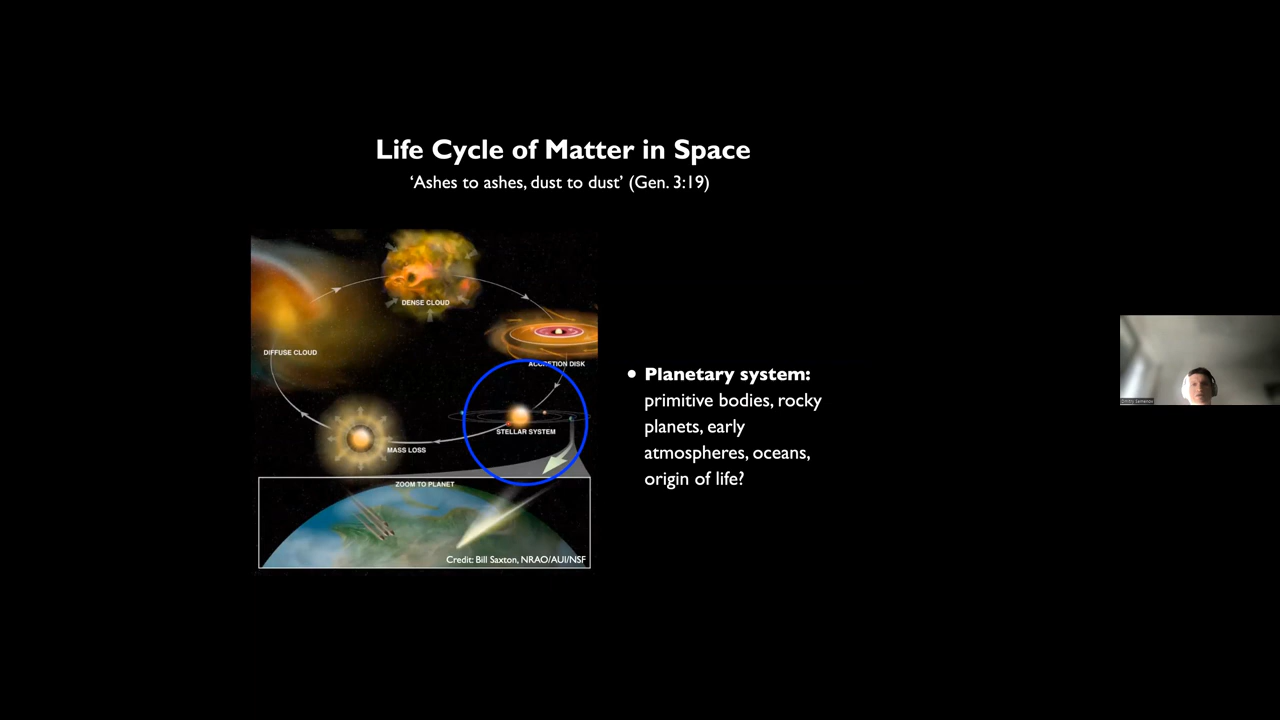 Life Cycle of Matter in Space
‘Ashes to ashes, dust to dust’ (Gen. 3:19)
DENSE CLOUD
DIFFUSE CLOUD
ACCRETION DISK
STELLAR SYSTEM
MASS LOSS
ZOOM TO PLANET
Credit: Bill Saxton, NRAO/AUI/NSF
• Planetary system:
primitive bodies, rocky
planets, early
atmospheres, oceans,
origin of life?
Dmitry Semenov